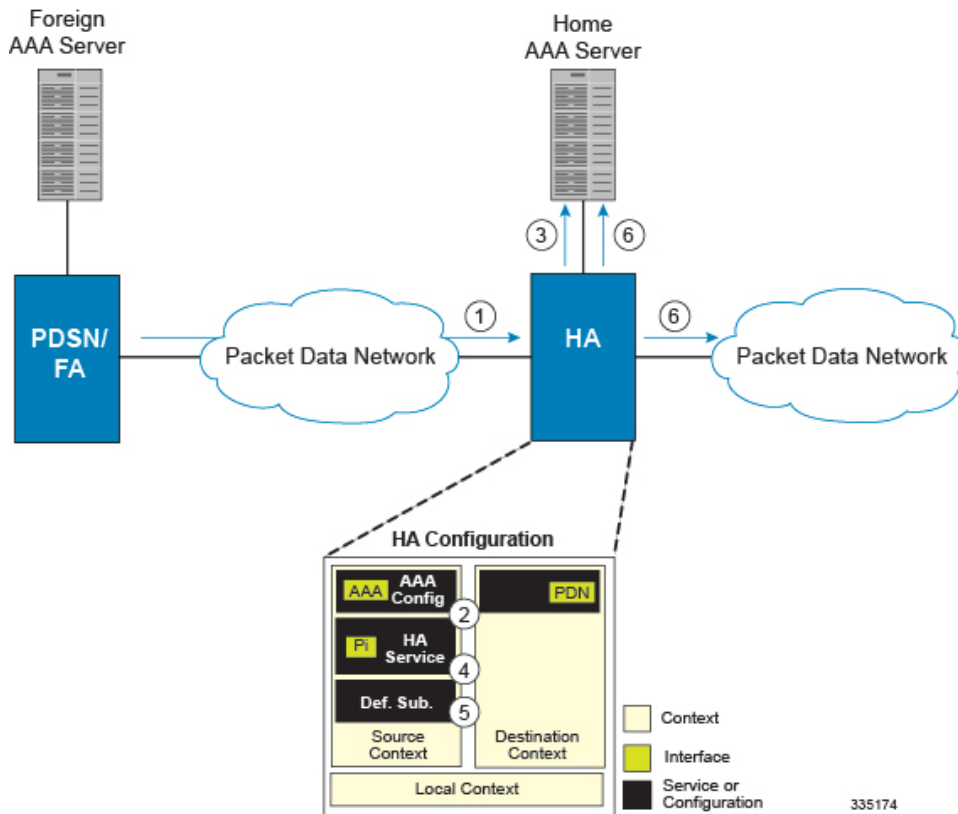 Foreign
AAA Server
Home
AAA Server
3
6
PDSN/
FA
Packet Data Network
1
HA
6
Packet Data Network
HA Configuration
AAA
AAA
Config
2
PDN
Pi
HA
Service
4
Def. Sub.
5
Source
Context
Destination
Context
Local Context
Context
Interface
Service or
Configuration
335174